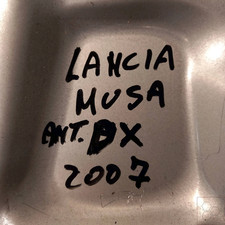 LANCIA
MUSA
ANT. DX
2007